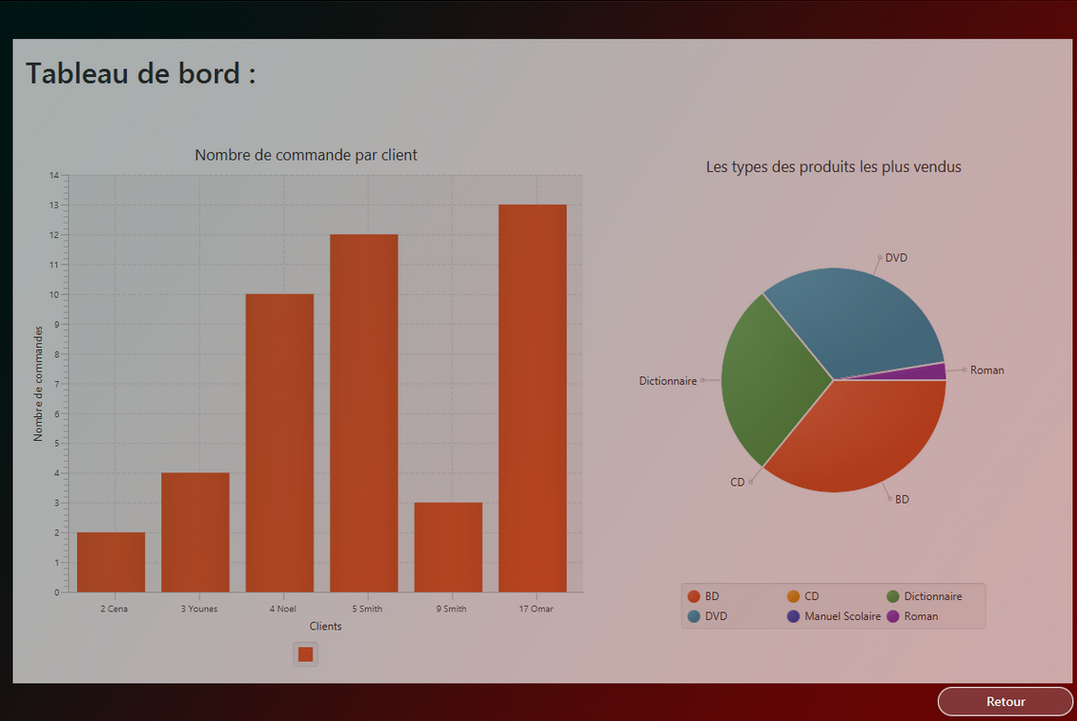 Tableau de bord :
Nombre de commande par client
14
13
12
11
10
9
8
7
6
5
4
3
2
1
0
Nombre de commandes
2 Cena 3 Younes 4 Noel 5 Smith 9 Smith 17 Omar
Clients
Les types des produits les plus vendus
DVD
Roman
Dictionnaire
CD
BD
BD CD Dictionnaire
DVD Manuel Scolaire Roman
Retour